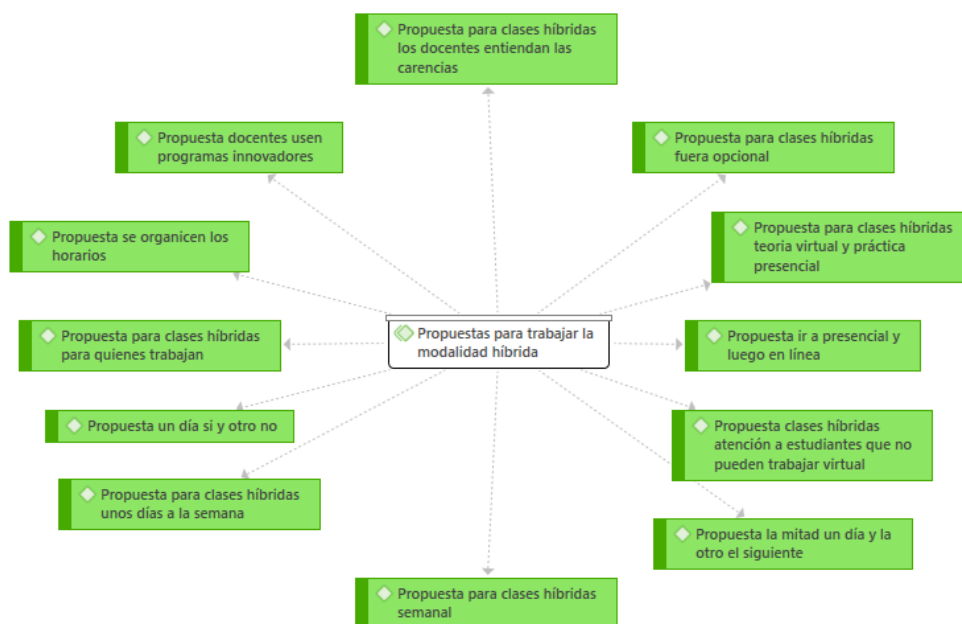 Propuesta para clases híbridas
los docentes entiendan las
carencias
Propuesta docentes usen
programas innovadores
Propuesta para clases híbridas
fuera opcional
Propuesta se organicen los
horarios
Propuesta para clases híbridas
teoría virtual y práctica
presencial
Propuesta para clases híbridas
para quienes trabajan
Propuestas para trabajar la
modalidad híbrida
Propuesta ir a presencial y
luego en línea
Propuesta un día si y otro no
Propuesta clases híbridas
atención a estudiantes que no
pueden trabajar virtual
Propuesta para clases híbridas
unos días a la semana
Propuesta la mitad un día y la
otro el siguiente
Propuesta para clases híbridas
semanal